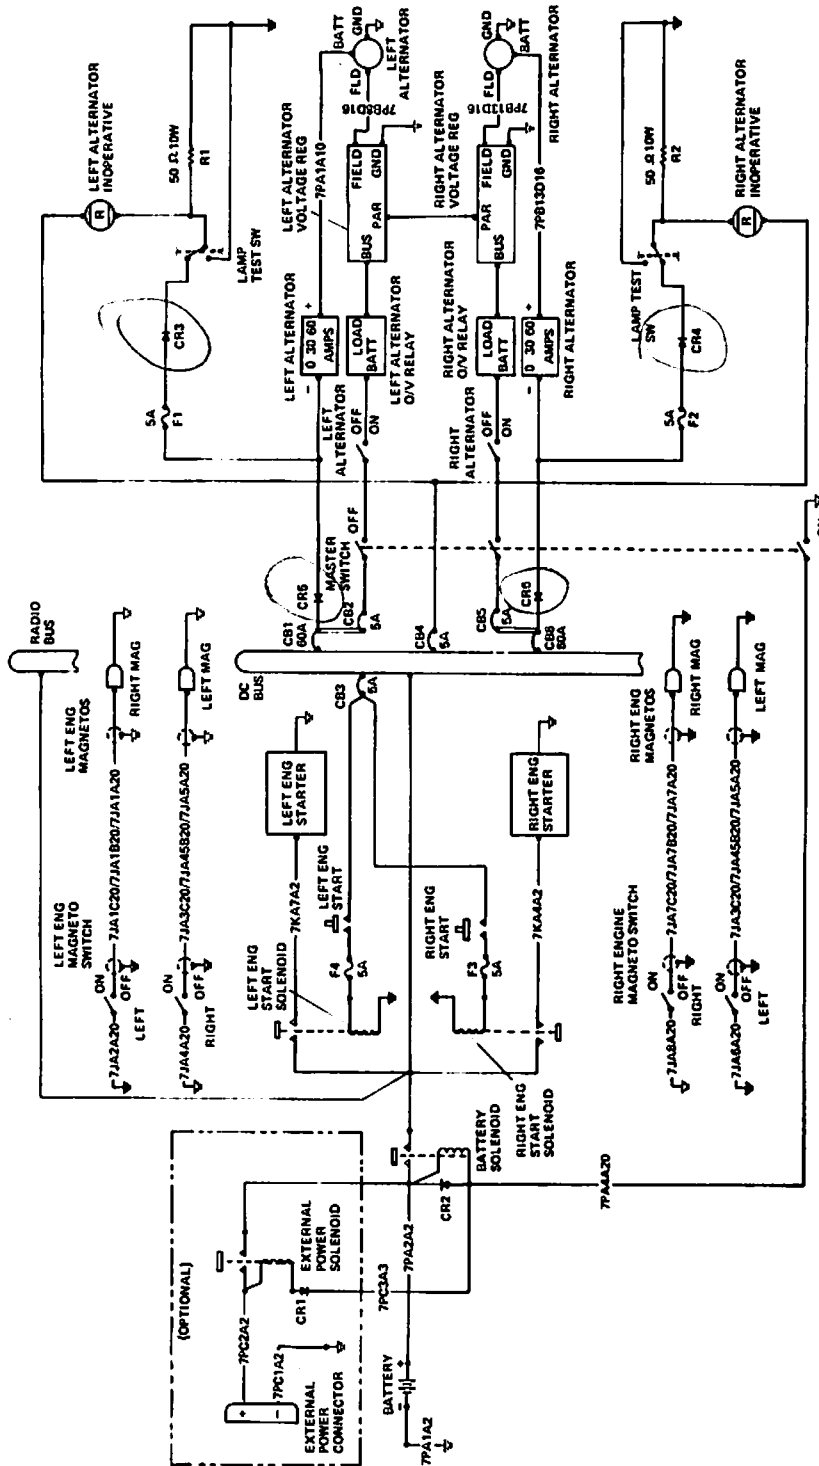 (OPTIONAL)
EXTERNAL
POWER
CONNECTOR
+
−
7PC2A2
7PC1A2
EXTERNAL
POWER SOLENOID
CR1
7PC3A3
BATTERY
−
+
7PA1A2
7PA2A2
CR2
BATTERY
SOLENOID
7PA4A20
LEFT ENG
MAGNETO
SWITCH
7JA2A20
ON
OFF
LEFT
7JA1C20/7JA1B20/7JA1A20
LEFT ENG
MAGNETOS
RIGHT MAG
7JA4A20
ON
OFF
RIGHT
7JA3C20/7JA45B20/7JA5A20
LEFT MAG
RADIO
BUS
LEFT ENG
START
SOLENOID
7KA7A2
LEFT ENG
STARTER
F4
5A
LEFT ENG
START
RIGHT ENG
START
F3
5A
RIGHT ENG
START
SOLENOID
7KA4A2
RIGHT ENG
STARTER
RIGHT ENGINE
MAGNETO SWITCH
7JA8A20
ON
OFF
RIGHT
7JA7C20/7JA7B20/7JA7A20
RIGHT ENG
MAGNETOS
RIGHT MAG
7JA6A20
ON
OFF
LEFT
7JA3C20/7JA45B20/7JA5A20
LEFT MAG
DC
BUS
CB3
5A
CB1
60A
CR5
CB2
5A
MASTER
SWITCH
OFF
CB4
5A
CB5
5A
CB6
60A
CR6
ON
5A
F1
CR3
LAMP
TEST SW
50 Ω 10W
R1
R
LEFT ALTERNATOR
INOPERATIVE
LEFT
ALTERNATOR
OFF
ON
LEFT ALTERNATOR
− 0 30 60 +
AMPS
LOAD
BATT
LEFT ALTERNATOR
O/V RELAY
LEFT ALTERNATOR
VOLTAGE REG
7PA1A10
BUS
PAR
FIELD
GND
7PB8D16
FLD
BATT
GND
LEFT
ALTERNATOR
RIGHT
ALTERNATOR
OFF
ON
RIGHT ALTERNATOR
O/V RELAY
LOAD
BATT
RIGHT ALTERNATOR
VOLTAGE REG
PAR
BUS
FIELD
GND
7PB13D16
FLD
BATT
GND
RIGHT ALTERNATOR
− 0 30 60 +
AMPS
RIGHT ALTERNATOR
7PB13D16
5A
F2
CR4
LAMP TEST
SW
50 Ω 10W
R2
R
RIGHT ALTERNATOR
INOPERATIVE